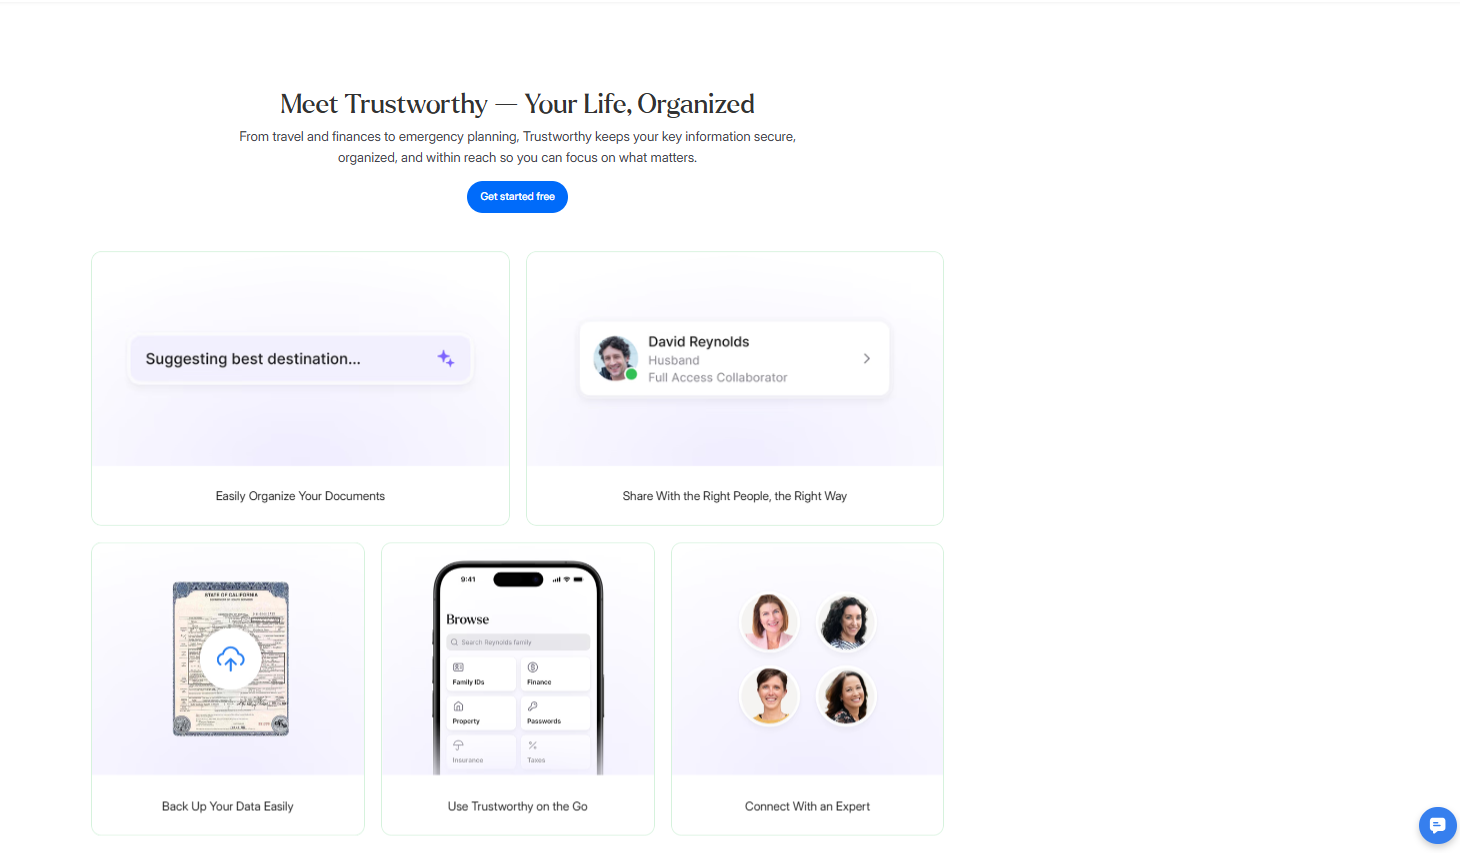 Meet Trustworthy — Your Life, Organized
From travel and finances to emergency planning, Trustworthy keeps your key information secure,
organized, and within reach so you can focus on what matters.
Get started free
Suggesting best destination...
David Reynolds
Husband
Full Access Collaborator
Easily Organize Your Documents
Share With the Right People, the Right Way
STATE OF CALIFORNIA
9:41
Browse
Search Reynolds family
Family IDs
Finance
Property
Passwords
Insurance
Taxes
Back Up Your Data Easily
Use Trustworthy on the Go
Connect With an Expert